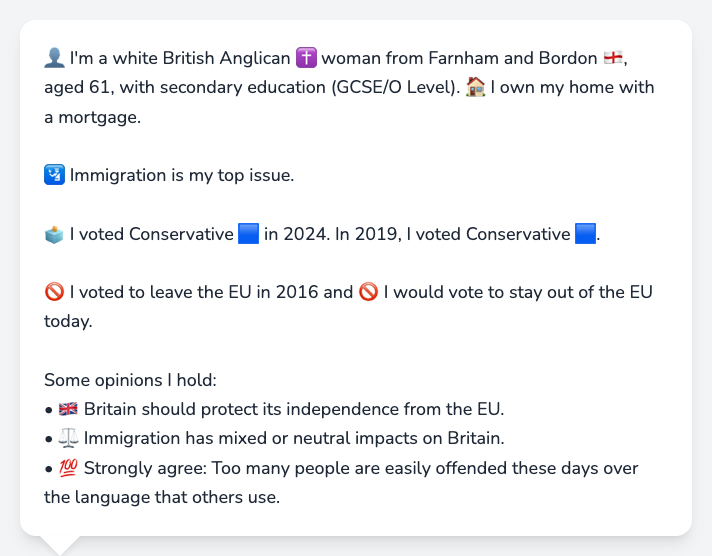 👤 I'm a white British Anglican ✝️ woman from Farnham and Bordon 🏴󠁧󠁢󠁥󠁮󠁧󠁿,
aged 61, with secondary education (GCSE/O Level). 🏠 I own my home with
a mortgage.
🛂 Immigration is my top issue.
🗳️ I voted Conservative 🟦 in 2024. In 2019, I voted Conservative 🟦.
🚫 I voted to leave the EU in 2016 and 🚫 I would vote to stay out of the EU
today.
Some opinions I hold:
• 🇬🇧 Britain should protect its independence from the EU.
• ⚖️ Immigration has mixed or neutral impacts on Britain.
• 💯 Strongly agree: Too many people are easily offended these days over
the language that others use.